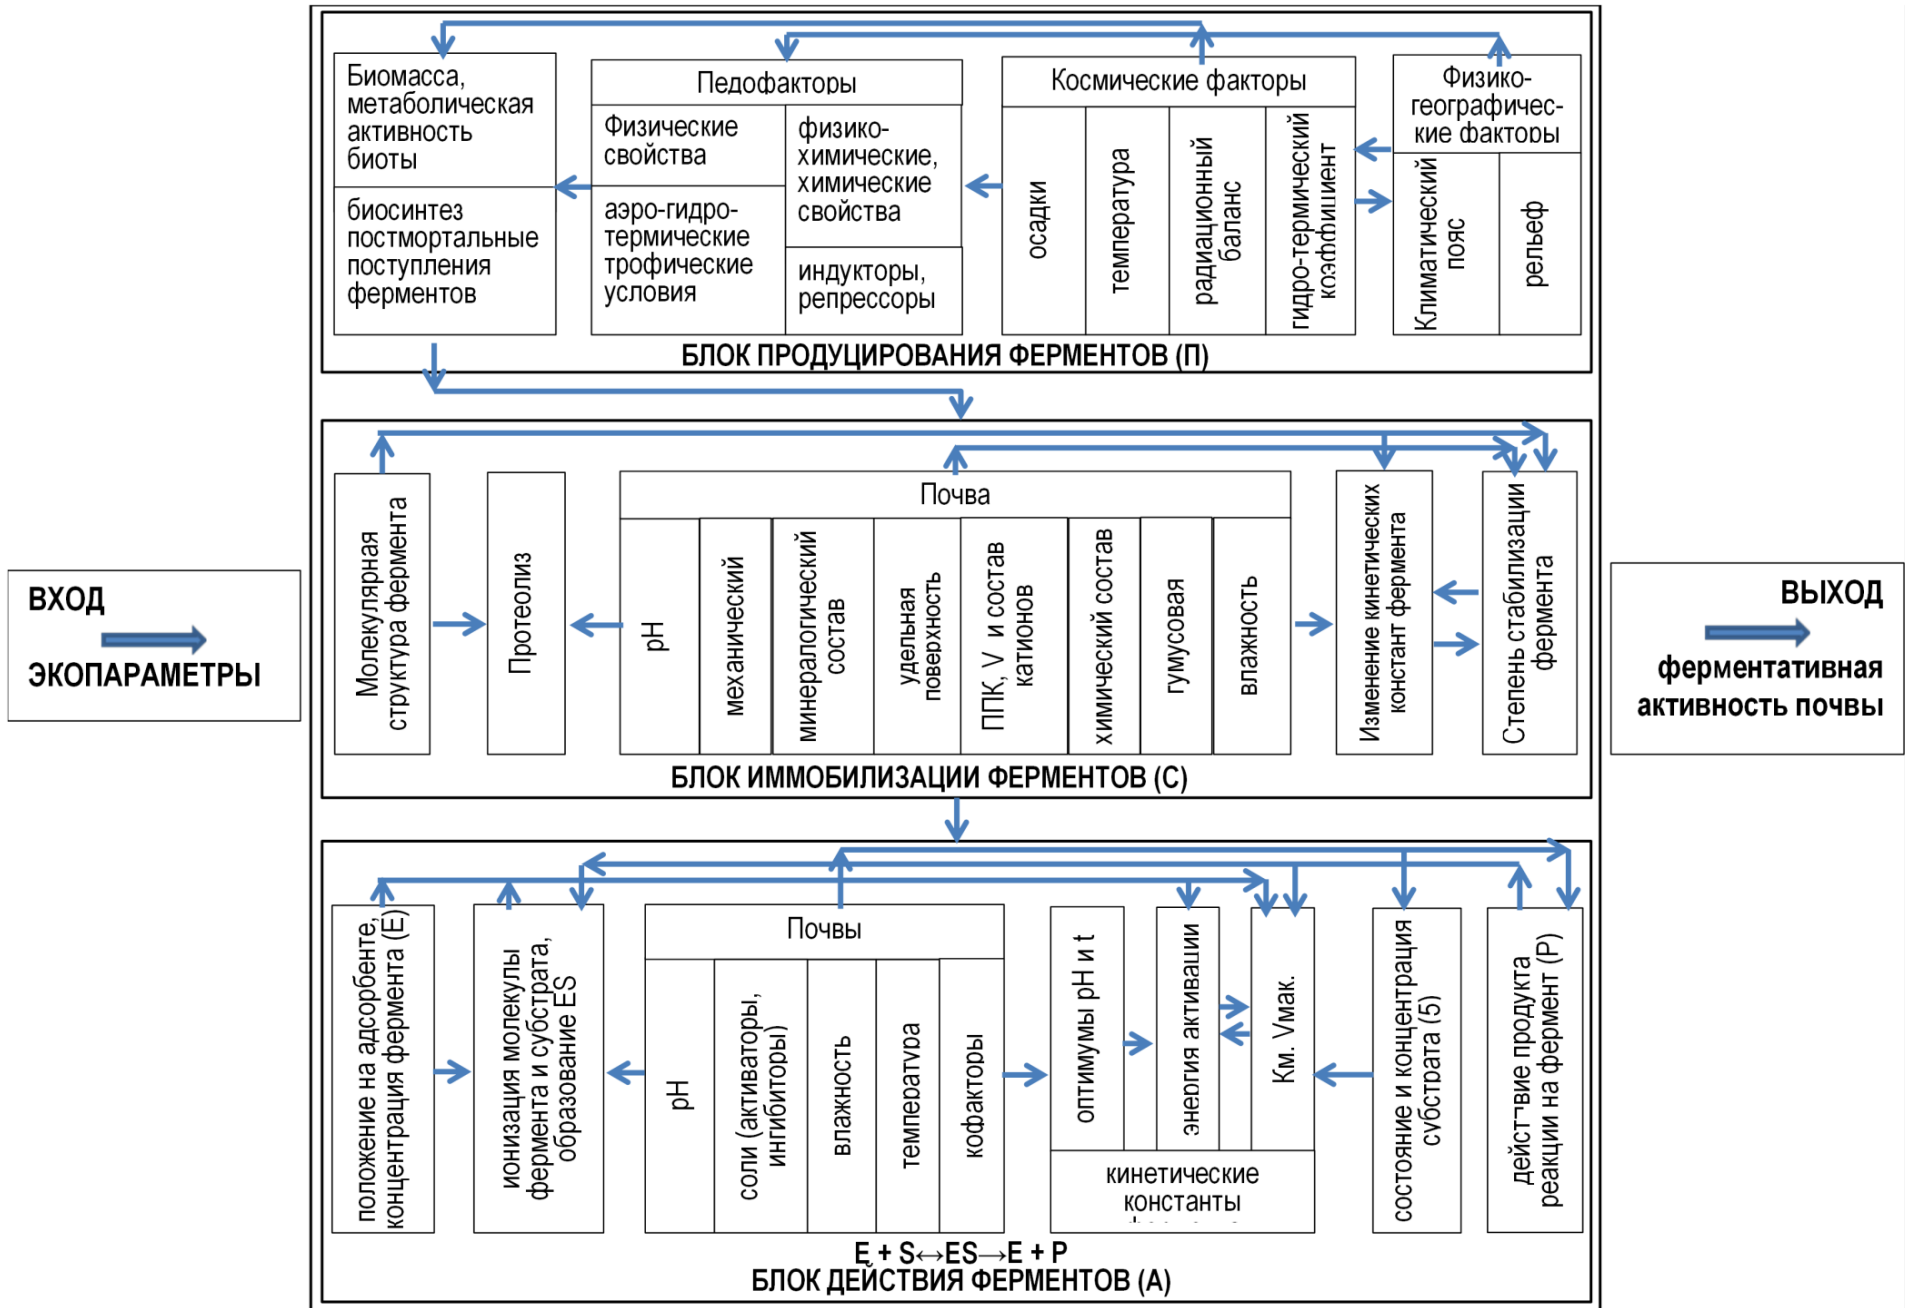 Биомасса,
метаболическая
активность
биоты
биосинтез
постмортальные
поступления
ферментов
Педофакторы
Физические
свойства
аэро-гидро-
термические
трофические
условия
физико-
химические,
химические
свойства
индукторы,
репрессоры
Космические факторы
осадки
температура
радиационный
баланс
гидро-термический
коэффициент
Физико-
географичес-
кие факторы
Климатический
пояс
рельеф
БЛОК ПРОДУЦИРОВАНИЯ ФЕРМЕНТОВ (П)
ВХОД
ЭКОПАРАМЕТРЫ
Молекулярная
структура фермента
Протеолиз
Почва
pH
механический
минералогический
состав
удельная
поверхность
ППК, V и состав
катионов
химический состав
гумусовая
влажность
Изменение кинетических
констант фермента
Степень стабилизации
фермента
БЛОК ИММОБИЛИЗАЦИИ ФЕРМЕНТОВ (С)
ВЫХОД
ферментативная
активность почвы
положение на адсорбенте,
концентрация фермента (E)
ионизация молекулы
фермента и субстрата,
образование ES
Почвы
pH
соли (активаторы,
ингибиторы)
влажность
температура
кофакторы
оптимумы pH и t
энергия активации
Км. Vмак.
кинетические
константы
состояние и концентрация
субстрата (5)
действие продукта
реакции на фермент (P)
E + S↔ES→E + P
БЛОК ДЕЙСТВИЯ ФЕРМЕНТОВ (А)